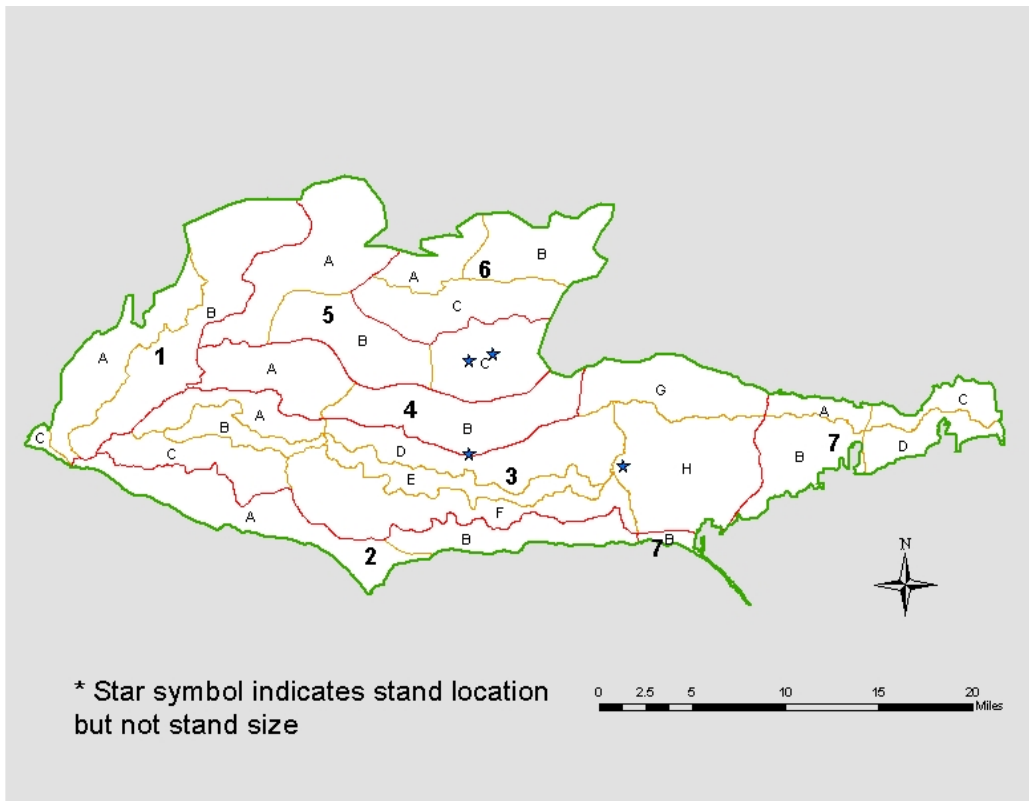 A
5
B
6
A
B
C
A
1
B
C
A
4
B
C
G
H
A
B
C
D
3
E
F
A
2
B
7
B
7
A
B
C
D
N
* Star symbol indicates stand location
but not stand size
0 2.5 5 10 15 20
Miles